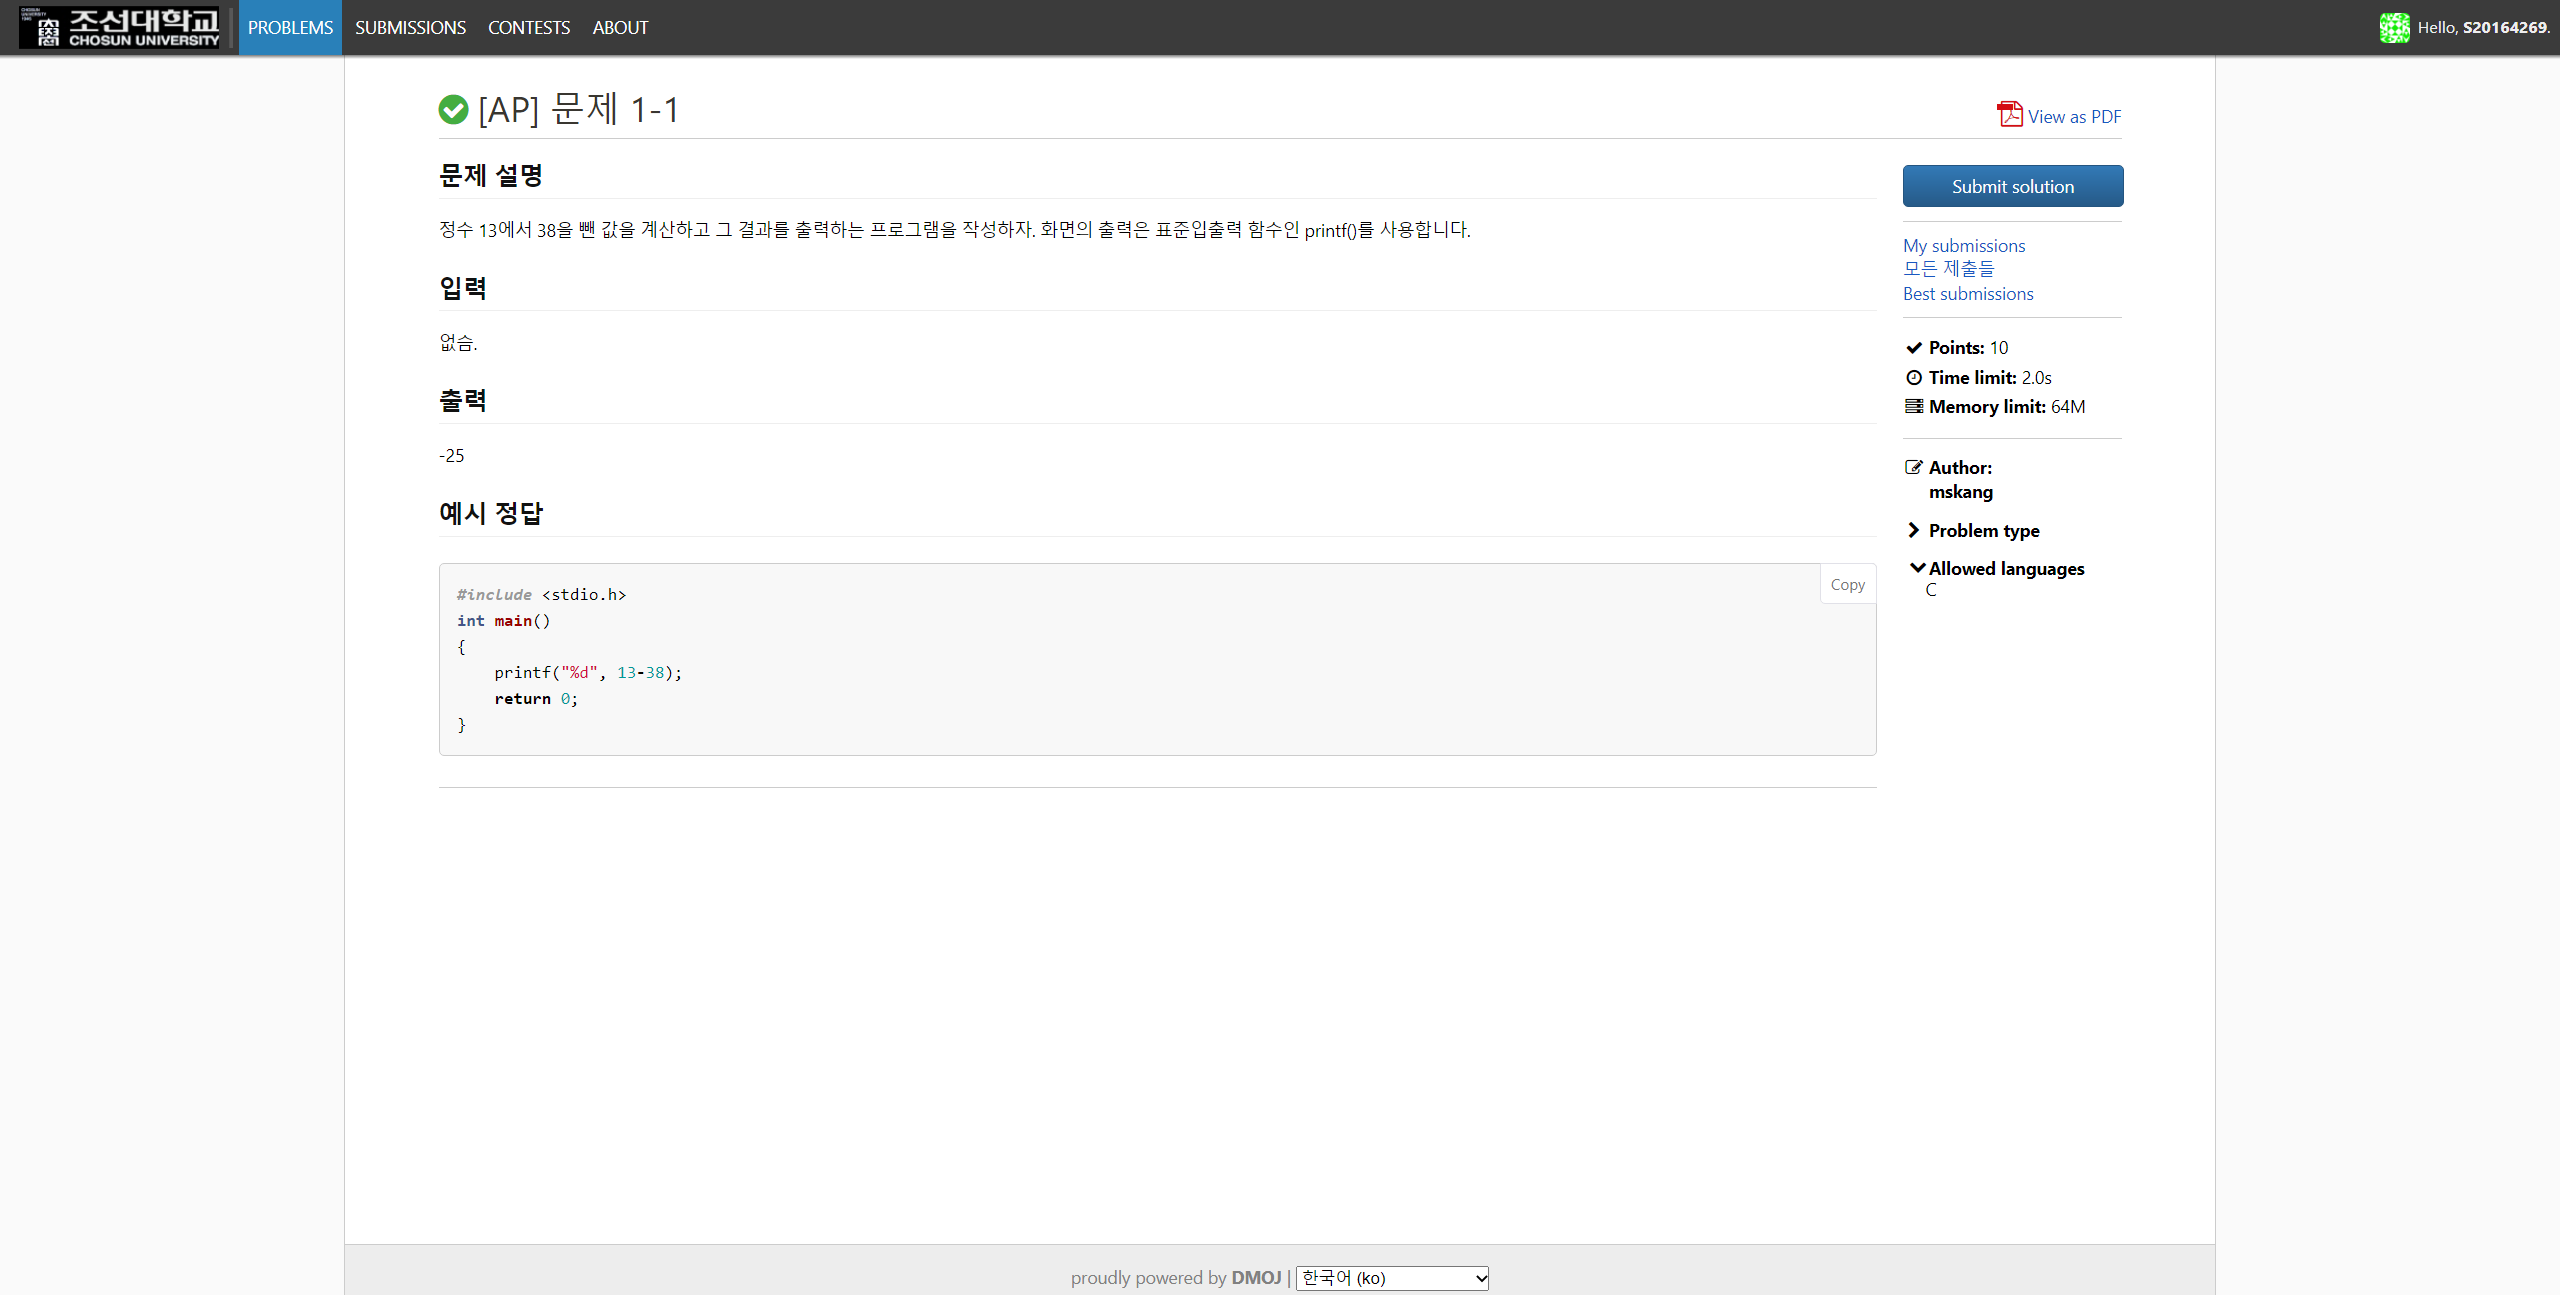 조선대학교
CHOSUN UNIVERSITY
PROBLEMS SUBMISSIONS CONTESTS ABOUT
Hello, S20164269.
[AP] 문제 1-1
View as PDF
문제 설명
정수 13에서 38을 뺀 값을 계산하고 그 결과를 출력하는 프로그램을 작성하자. 화면의 출력은 표준입출력 함수인 printf()를 사용합니다.
입력
없슴.
출력
-25
예시 정답
Copy
#include <stdio.h>
int main()
{
    printf("%d", 13-38);
    return 0;
}
Submit solution
My submissions
모든 제출들
Best submissions
Points: 10
Time limit: 2.0s
Memory limit: 64M
Author:
mskang
Problem type
Allowed languages
C
proudly powered by DMOJ | 한국어 (ko)